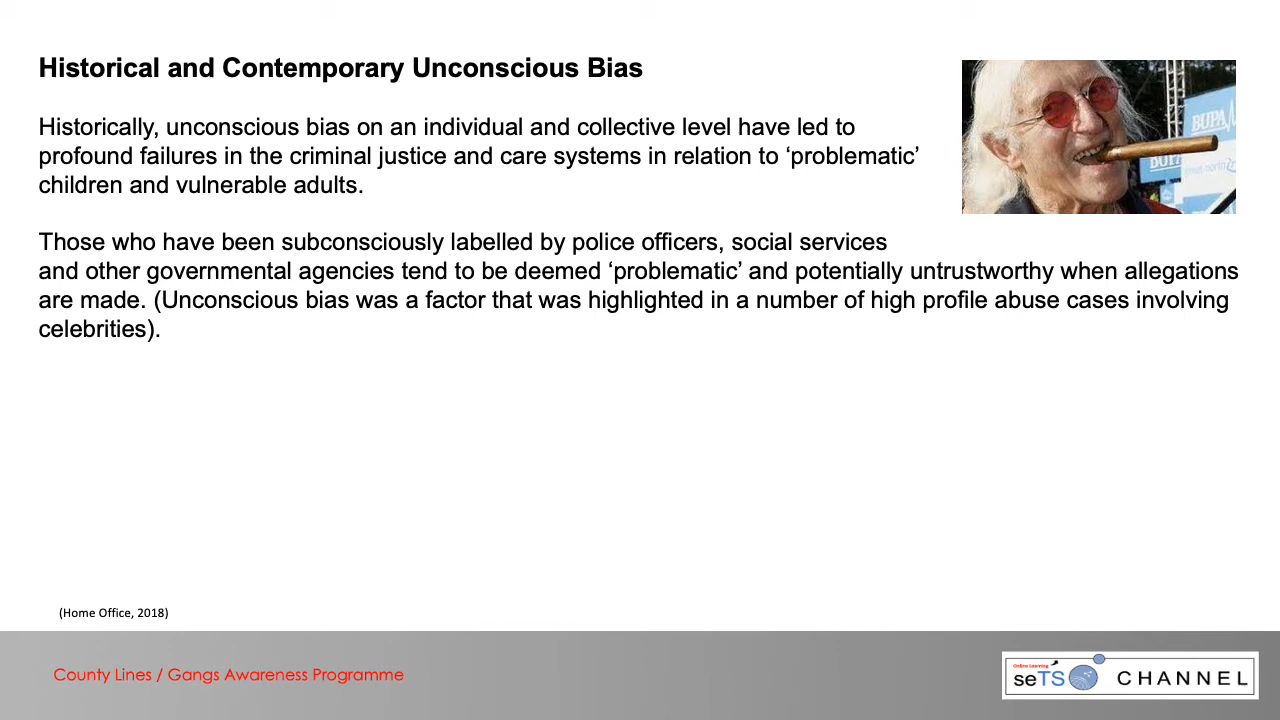 Historical and Contemporary Unconscious Bias
Historically, unconscious bias on an individual and collective level have led to
profound failures in the criminal justice and care systems in relation to ‘problematic’
children and vulnerable adults.
BUPA
Those who have been subconsciously labelled by police officers, social services
and other governmental agencies tend to be deemed ‘problematic’ and potentially untrustworthy when allegations
are made. (Unconscious bias was a factor that was highlighted in a number of high profile abuse cases involving
celebrities).
(Home Office, 2018)
County Lines / Gangs Awareness Programme
Online Learning
seTS CHANNEL